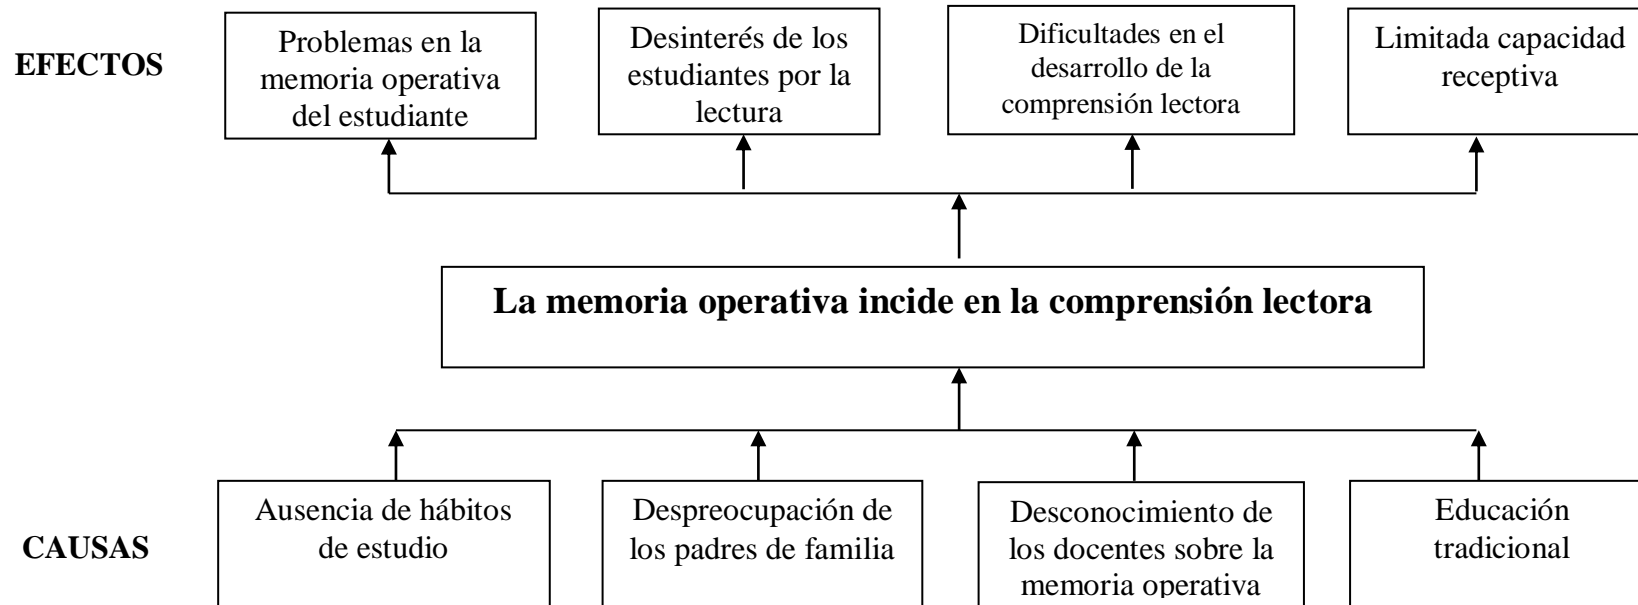 EFECTOS
Problemas en la
memoria operativa
del estudiante
Desinterés de los
estudiantes por la
lectura
Dificultades en el
desarrollo de la
comprensión lectora
Limitada capacidad
receptiva
La memoria operativa incide en la comprensión lectora
CAUSAS
Ausencia de hábitos
de estudio
Despreocupación de
los padres de familia
Desconocimiento de
los docentes sobre la
memoria operativa
Educación
tradicional